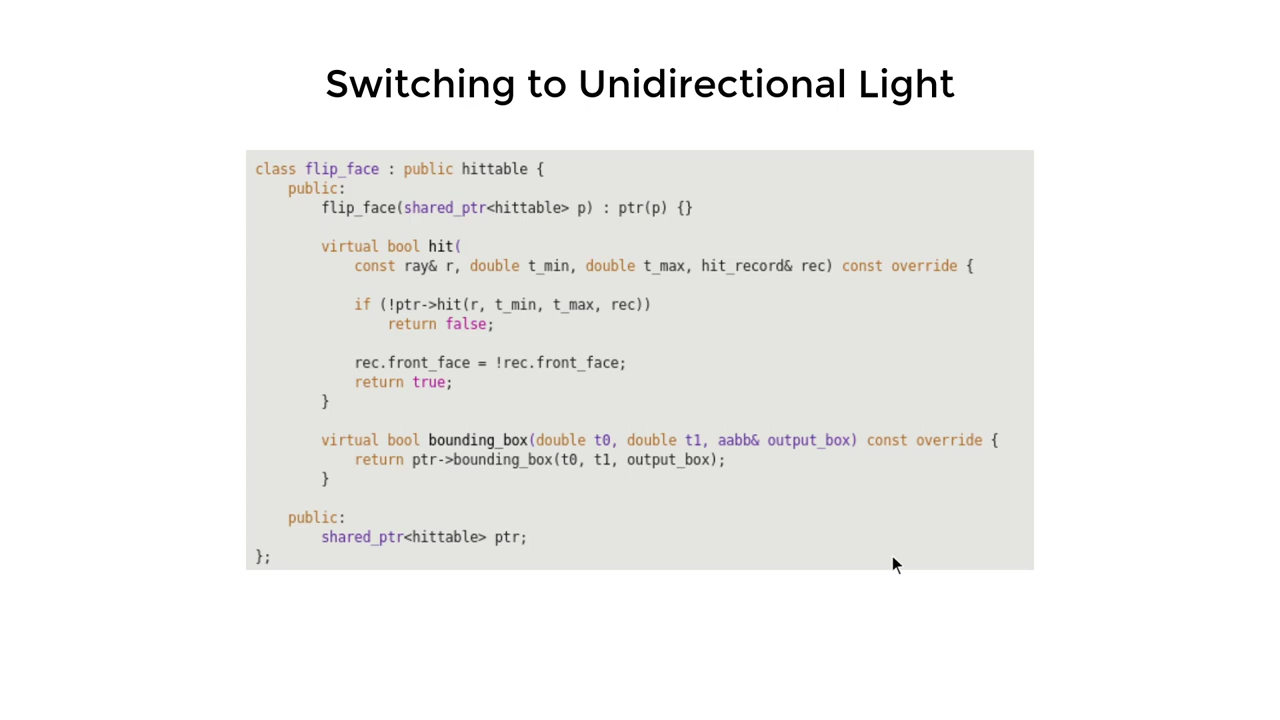 Switching to Unidirectional Light
class flip_face : public hittable {
    public:
        flip_face(shared_ptr<hittable> p) : ptr(p) {}

        virtual bool hit(
            const ray& r, double t_min, double t_max, hit_record& rec) const override {

            if (!ptr->hit(r, t_min, t_max, rec))
                return false;

            rec.front_face = !rec.front_face;
            return true;
        }

        virtual bool bounding_box(double t0, double t1, aabb& output_box) const override {
            return ptr->bounding_box(t0, t1, output_box);
        }

    public:
        shared_ptr<hittable> ptr;
};